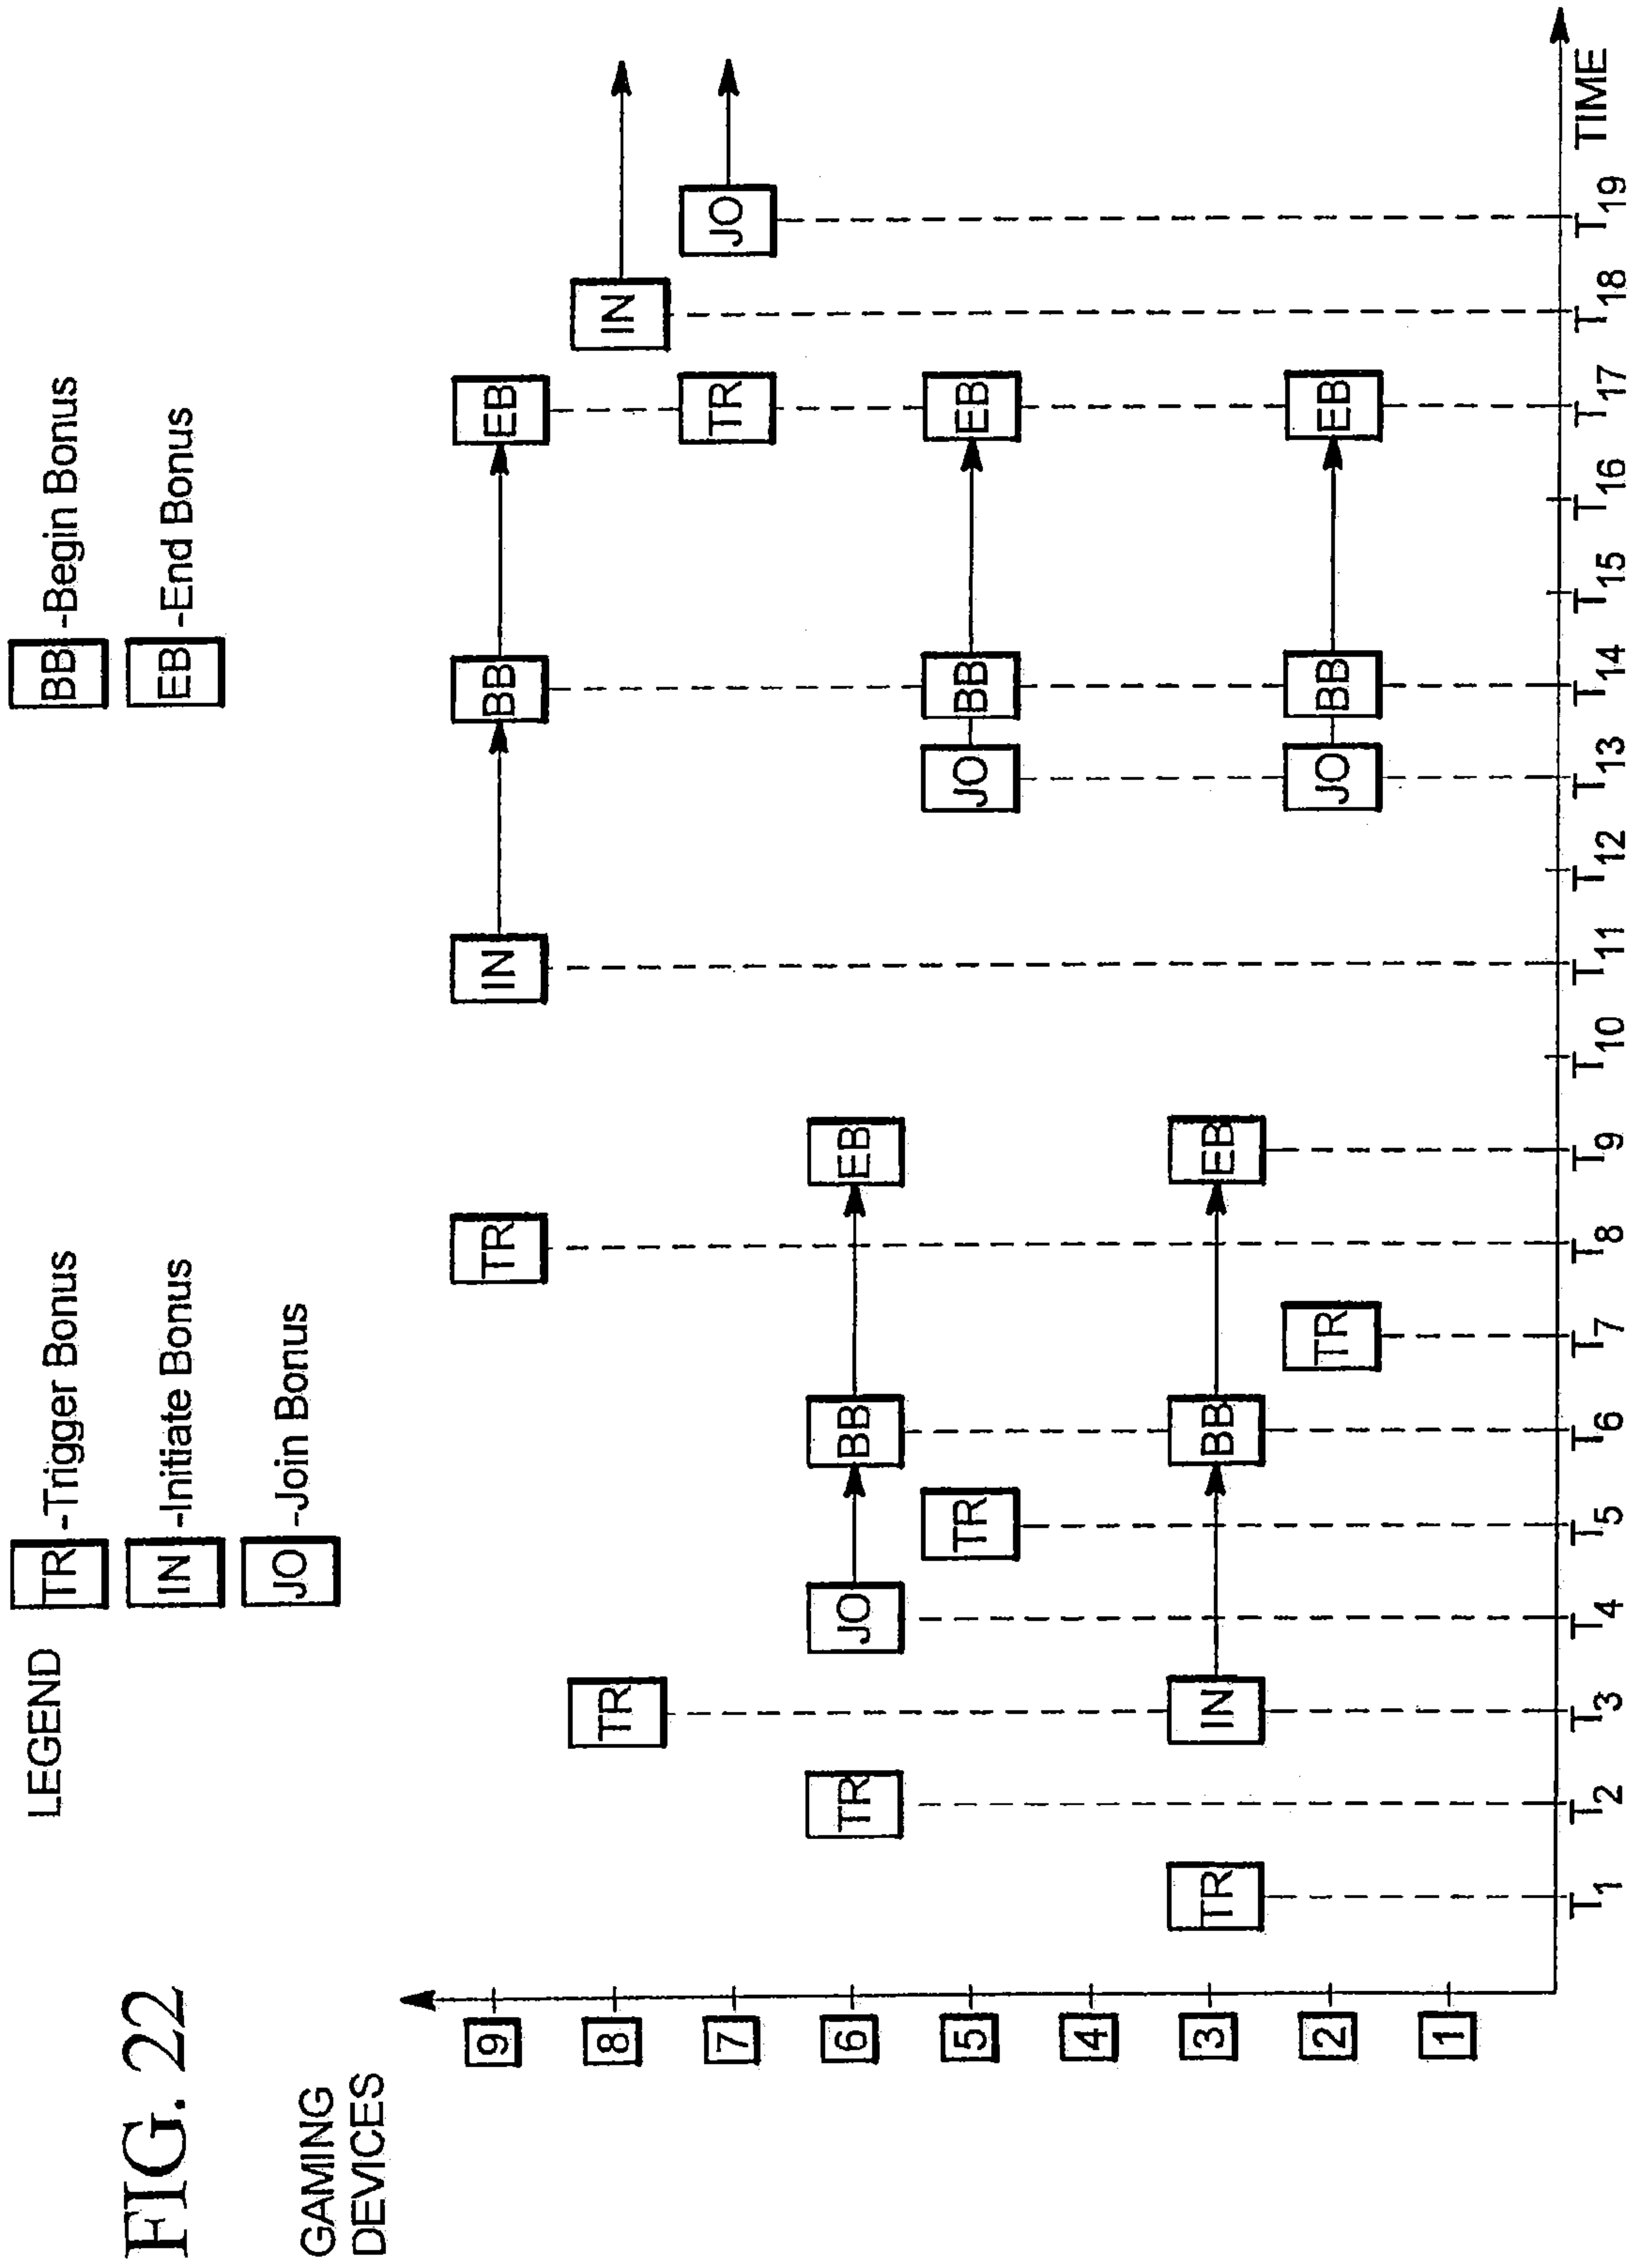 FIG. 22
LEGEND
TR -Trigger Bonus
IN -Initiate Bonus
JO -Join Bonus
BB -Begin Bonus
EB -End Bonus
GAMING
DEVICES
9 TR IN BB EB
8 TR IN
7 TR JO
6 TR JO BB EB
5 TR JO BB EB
4
3 TR IN BB EB
2 TR JO BB EB
1
T1 T2 T3 T4 T5 T6 T7 T8 T9 T10 T11 T12 T13 T14 T15 T16 T17 T18 T19 TIME